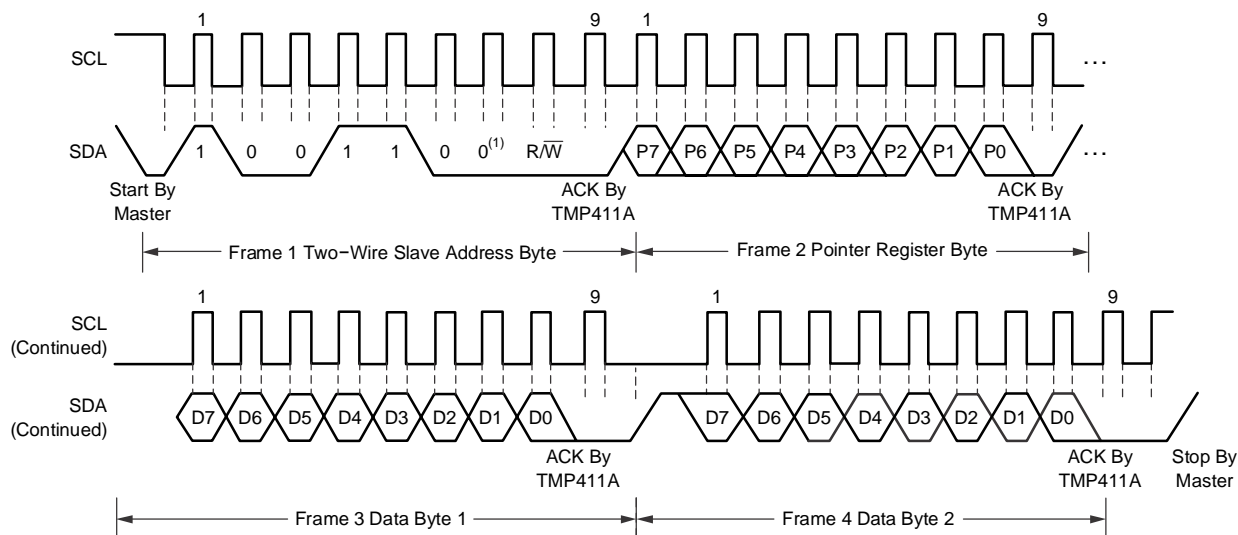 1 9 1 9
SCL ...
SDA 1 0 0 1 1 0 0(1) R/W̅ P7 P6 P5 P4 P3 P2 P1 P0 ...
Start By Master
ACK By TMP411A
ACK By TMP411A
Frame 1 Two−Wire Slave Address Byte
Frame 2 Pointer Register Byte
1 9 1 9
SCL (Continued)
SDA (Continued) D7 D6 D5 D4 D3 D2 D1 D0 D7 D6 D5 D4 D3 D2 D1 D0
ACK By TMP411A
ACK By TMP411A
Stop By Master
Frame 3 Data Byte 1
Frame 4 Data Byte 2